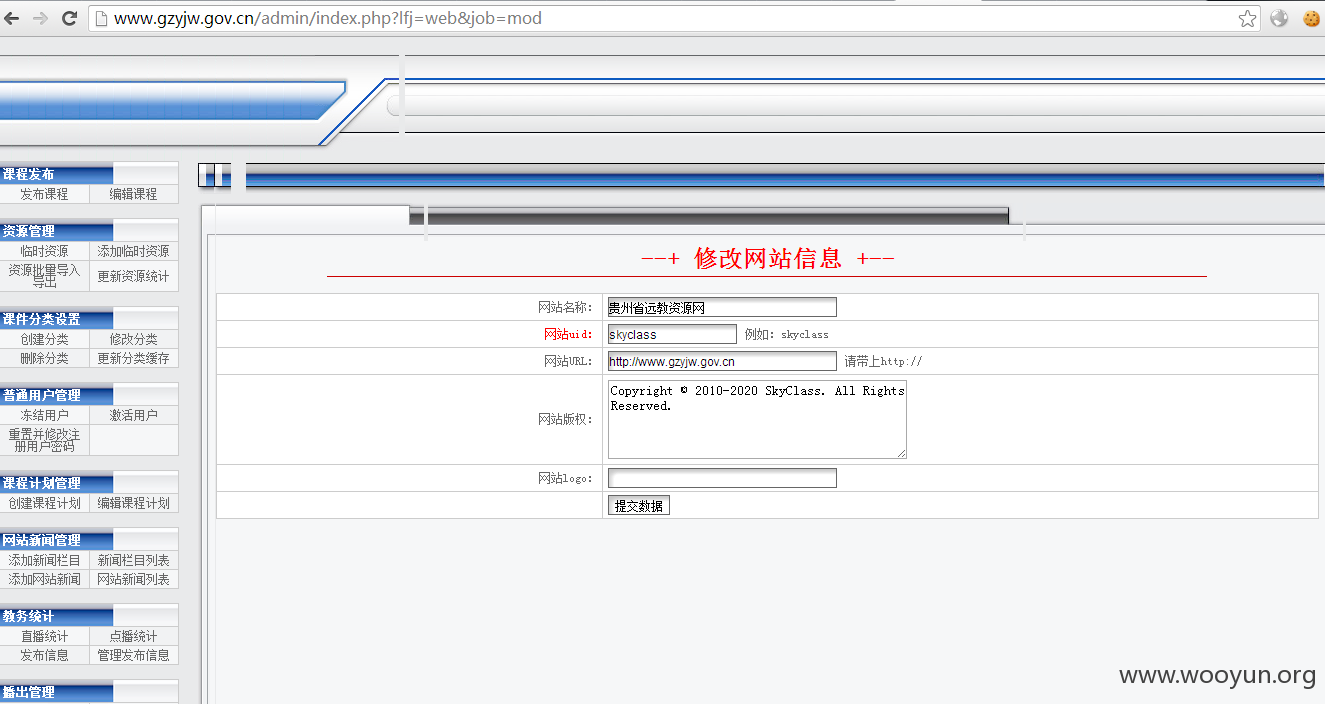 www.gzyjw.gov.cn/admin/index.php?lfj=web&job=mod
课程发布
发布课程 编辑课程
资源管理
临时资源 添加临时资源
资源批量导入
导出
更新资源统计
课件分类设置
创建分类 修改分类
删除分类 更新分类缓存
普通用户管理
冻结用户 激活用户
重置并修改注
册用户密码
课程计划管理
创建课程计划 编辑课程计划
网站新闻管理
添加新闻栏目 新闻栏目列表
添加网站新闻 网站新闻列表
教务统计
直播统计 点播统计
发布信息 管理发布信息
播出管理
--+ 修改网站信息 +--
网站名称: 贵州省远教资源网
网站uid: skyclass 例如: skyclass
网站URL: http://www.gzyjw.gov.cn 请带上http://
网站版权: Copyright © 2010-2020 SkyClass. All Rights
Reserved.
网站logo:
提交数据
www.wooyun.org